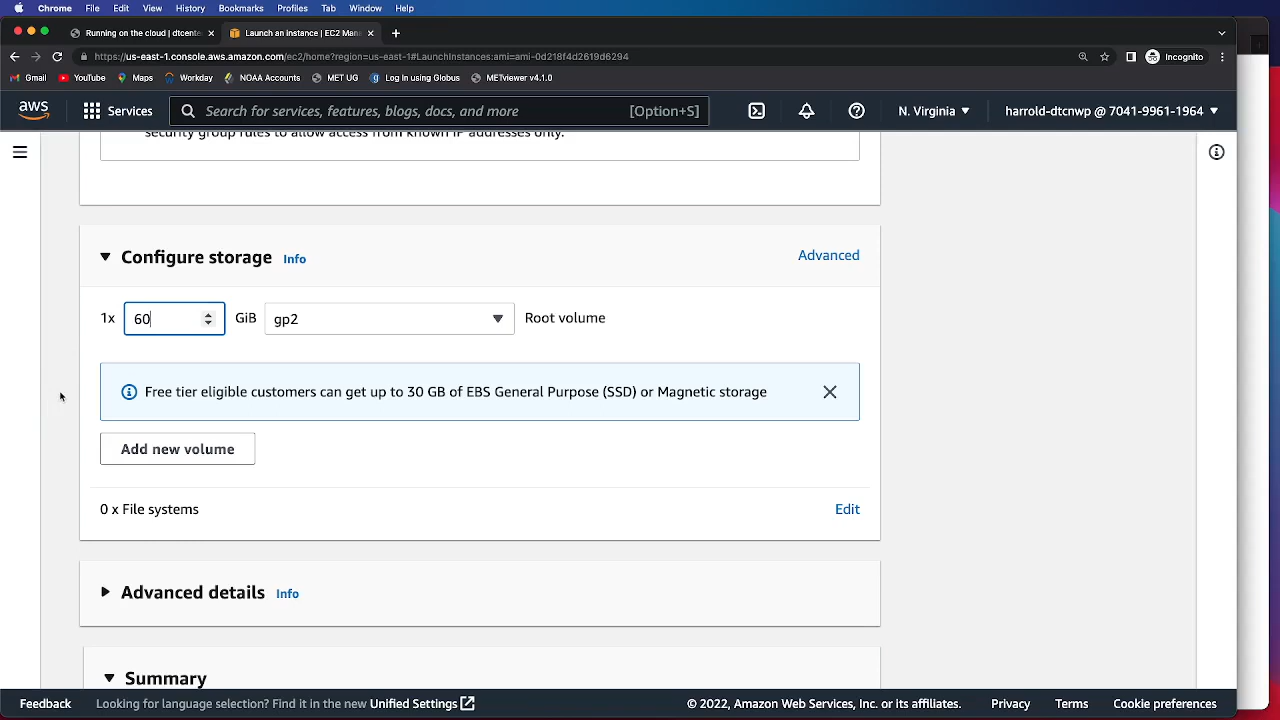 Chrome File Edit View History Bookmarks Profiles Tab Window Help
Running on the cloud | dtcente Launch an instance | EC2 Man
https://us-east-1.console.aws.amazon.com/ec2/home?region=us-east-1#LaunchInstances:ami=ami-0d218f4d2619d6294 Incognito
Gmail YouTube Maps Workday NOAA Accounts MET UG Log In using Globus METviewer v4.1.0
aws Services Search for services, features, blogs, docs, and more [Option+S] N. Virginia harrold-dtcnwp @ 7041-9961-1964
security group rules to allow access from known IP addresses only.
Configure storage Info Advanced
1x 60 GiB gp2 Root volume
Free tier eligible customers can get up to 30 GB of EBS General Purpose (SSD) or Magnetic storage
Add new volume
0 x File systems Edit
Advanced details Info
Summary
Feedback Looking for language selection? Find it in the new Unified Settings © 2022, Amazon Web Services, Inc. or its affiliates. Privacy Terms Cookie preferences